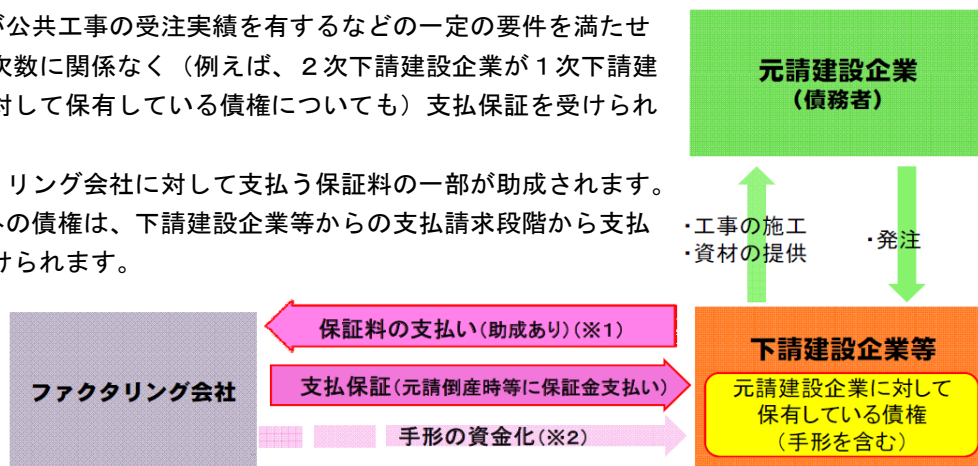 が公共工事の受注実績を有するなどの一定の要件を満たせ
次数に関係なく（例えば、２次下請建設企業が１次下請建
対して保有している債権についても）支払保証を受けられ
リング会社に対して支払う保証料の一部が助成されます。
の債権は、下請建設企業等からの支払請求段階から支払
けられます。
元請建設企業
（債務者）
・工事の施工
・資材の提供
・発注
保証料の支払い（助成あり）（※１）
支払保証（元請倒産時等に保証金支払い）
手形の資金化（※２）
ファクタリング会社
下請建設企業等
元請建設企業に対して
保有している債権
（手形を含む）